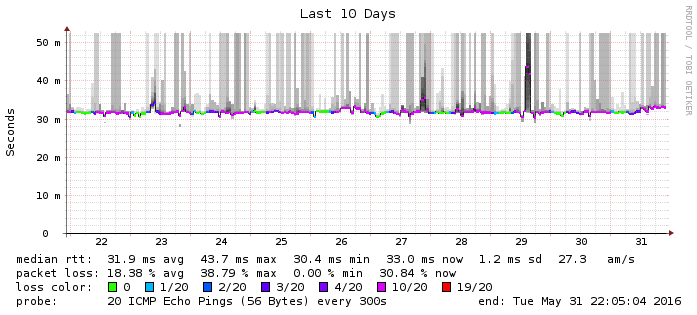 Last 10 Days
RRDTOOL / TOBI OETIKER
Seconds
50 m
40 m
30 m
20 m
10 m
0
22 23 24 25 26 27 28 29 30 31
median rtt: 31.9 ms avg 43.7 ms max 30.4 ms min 33.0 ms now 1.2 ms sd 27.3 am/s
packet loss: 18.38 % avg 38.79 % max 0.00 % min 30.84 % now
loss color: 0 1/20 2/20 3/20 4/20 10/20 19/20
probe: 20 ICMP Echo Pings (56 Bytes) every 300s end: Tue May 31 22:05:04 2016